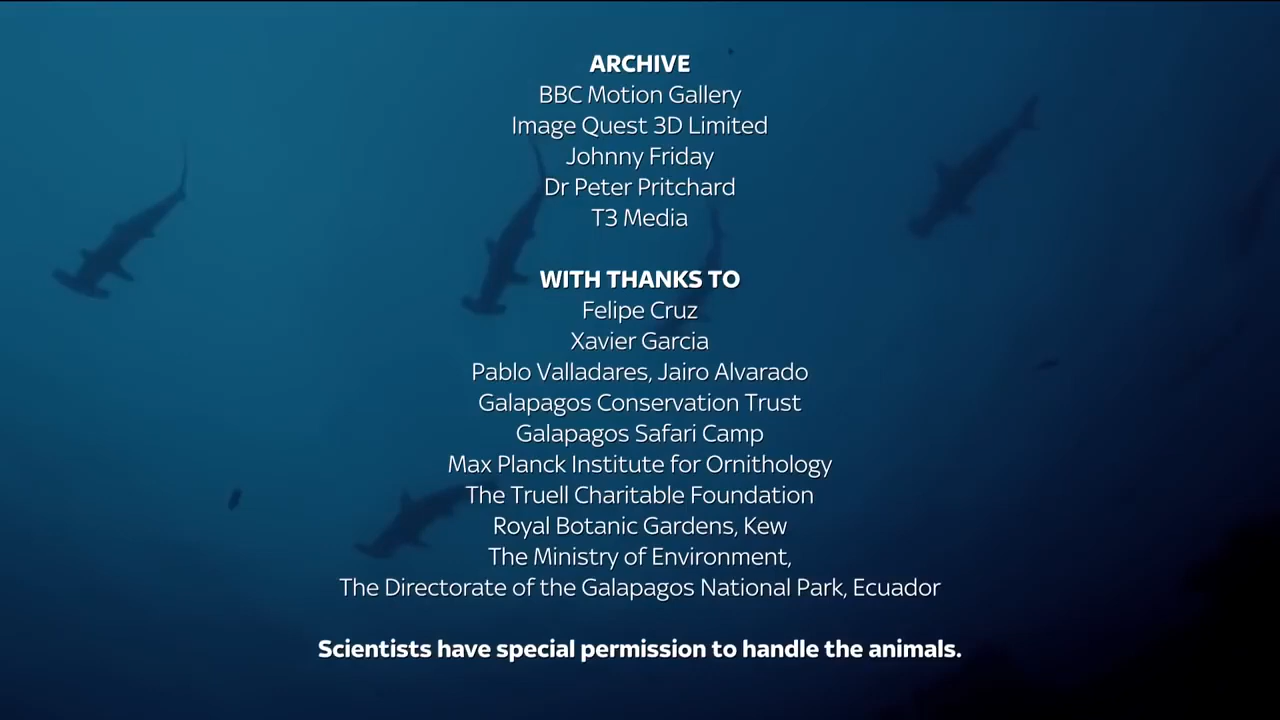 ARCHIVE
BBC Motion Gallery
Image Quest 3D Limited
Johnny Friday
Dr Peter Pritchard
T3 Media
WITH THANKS TO
Felipe Cruz
Xavier Garcia
Pablo Valladares, Jairo Alvarado
Galapagos Conservation Trust
Galapagos Safari Camp
Max Planck Institute for Ornithology
The Truell Charitable Foundation
Royal Botanic Gardens, Kew
The Ministry of Environment,
The Directorate of the Galapagos National Park, Ecuador
Scientists have special permission to handle the animals.